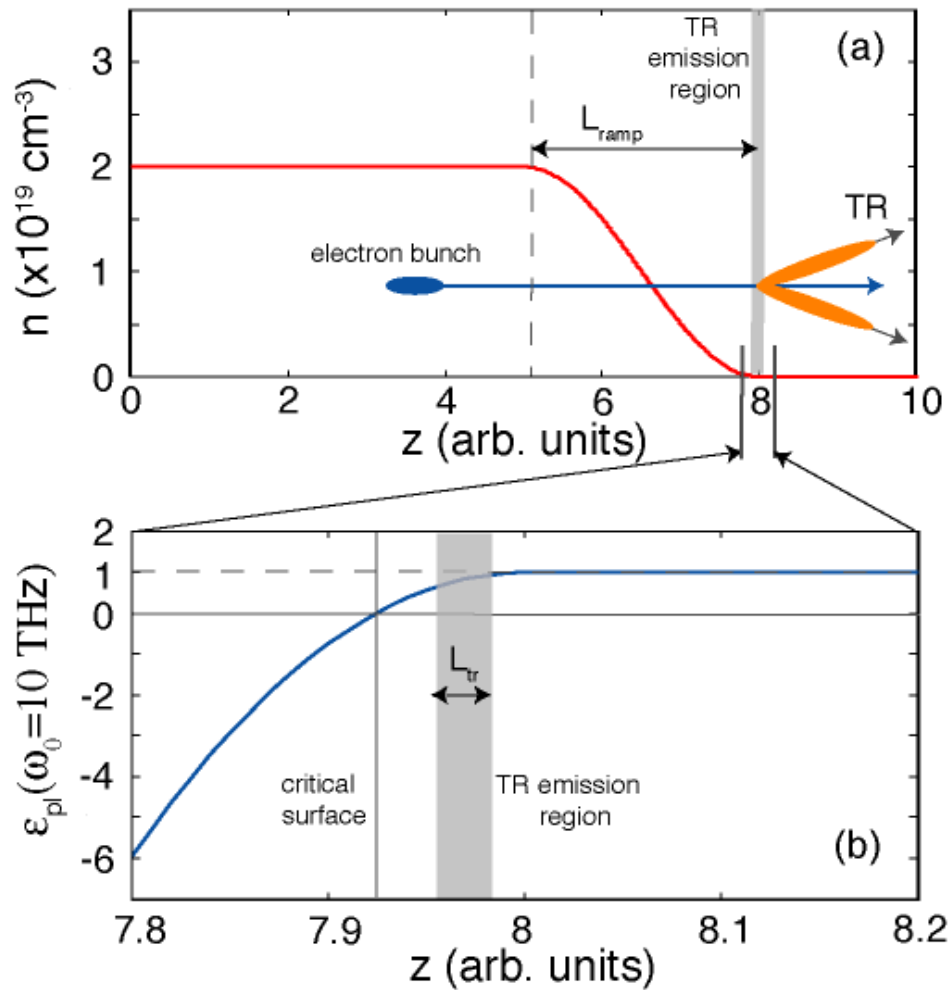 (a)
TR
emission
region
L_ramp
TR
electron bunch
n (x10^19 cm^-3)
3
2
1
0
0 2 4 6 8 10
z (arb. units)
2
1
0
-2
-4
-6
ε_pl(ω_0=10 THz)
L_tr
critical
surface
TR emission
region
(b)
7.8 7.9 8 8.1 8.2
z (arb. units)